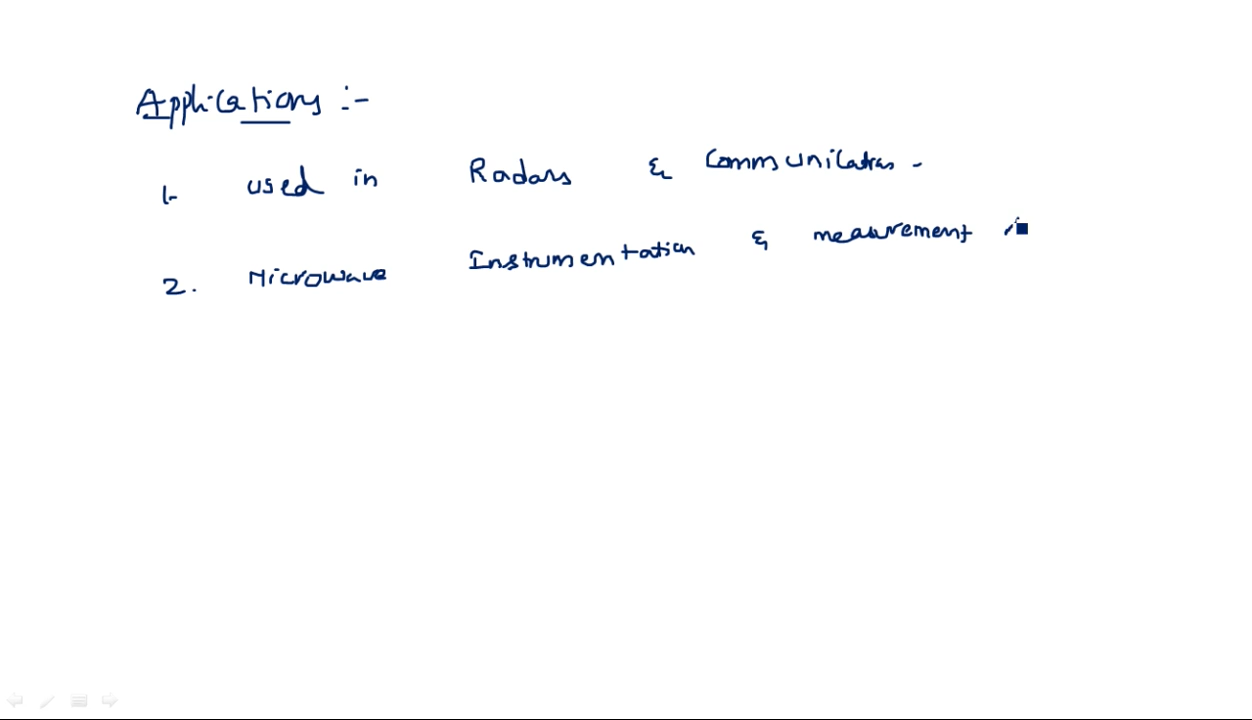 Applications :-
1- used in Radars & Communications -
2. Microwave Instrumentation & measurement